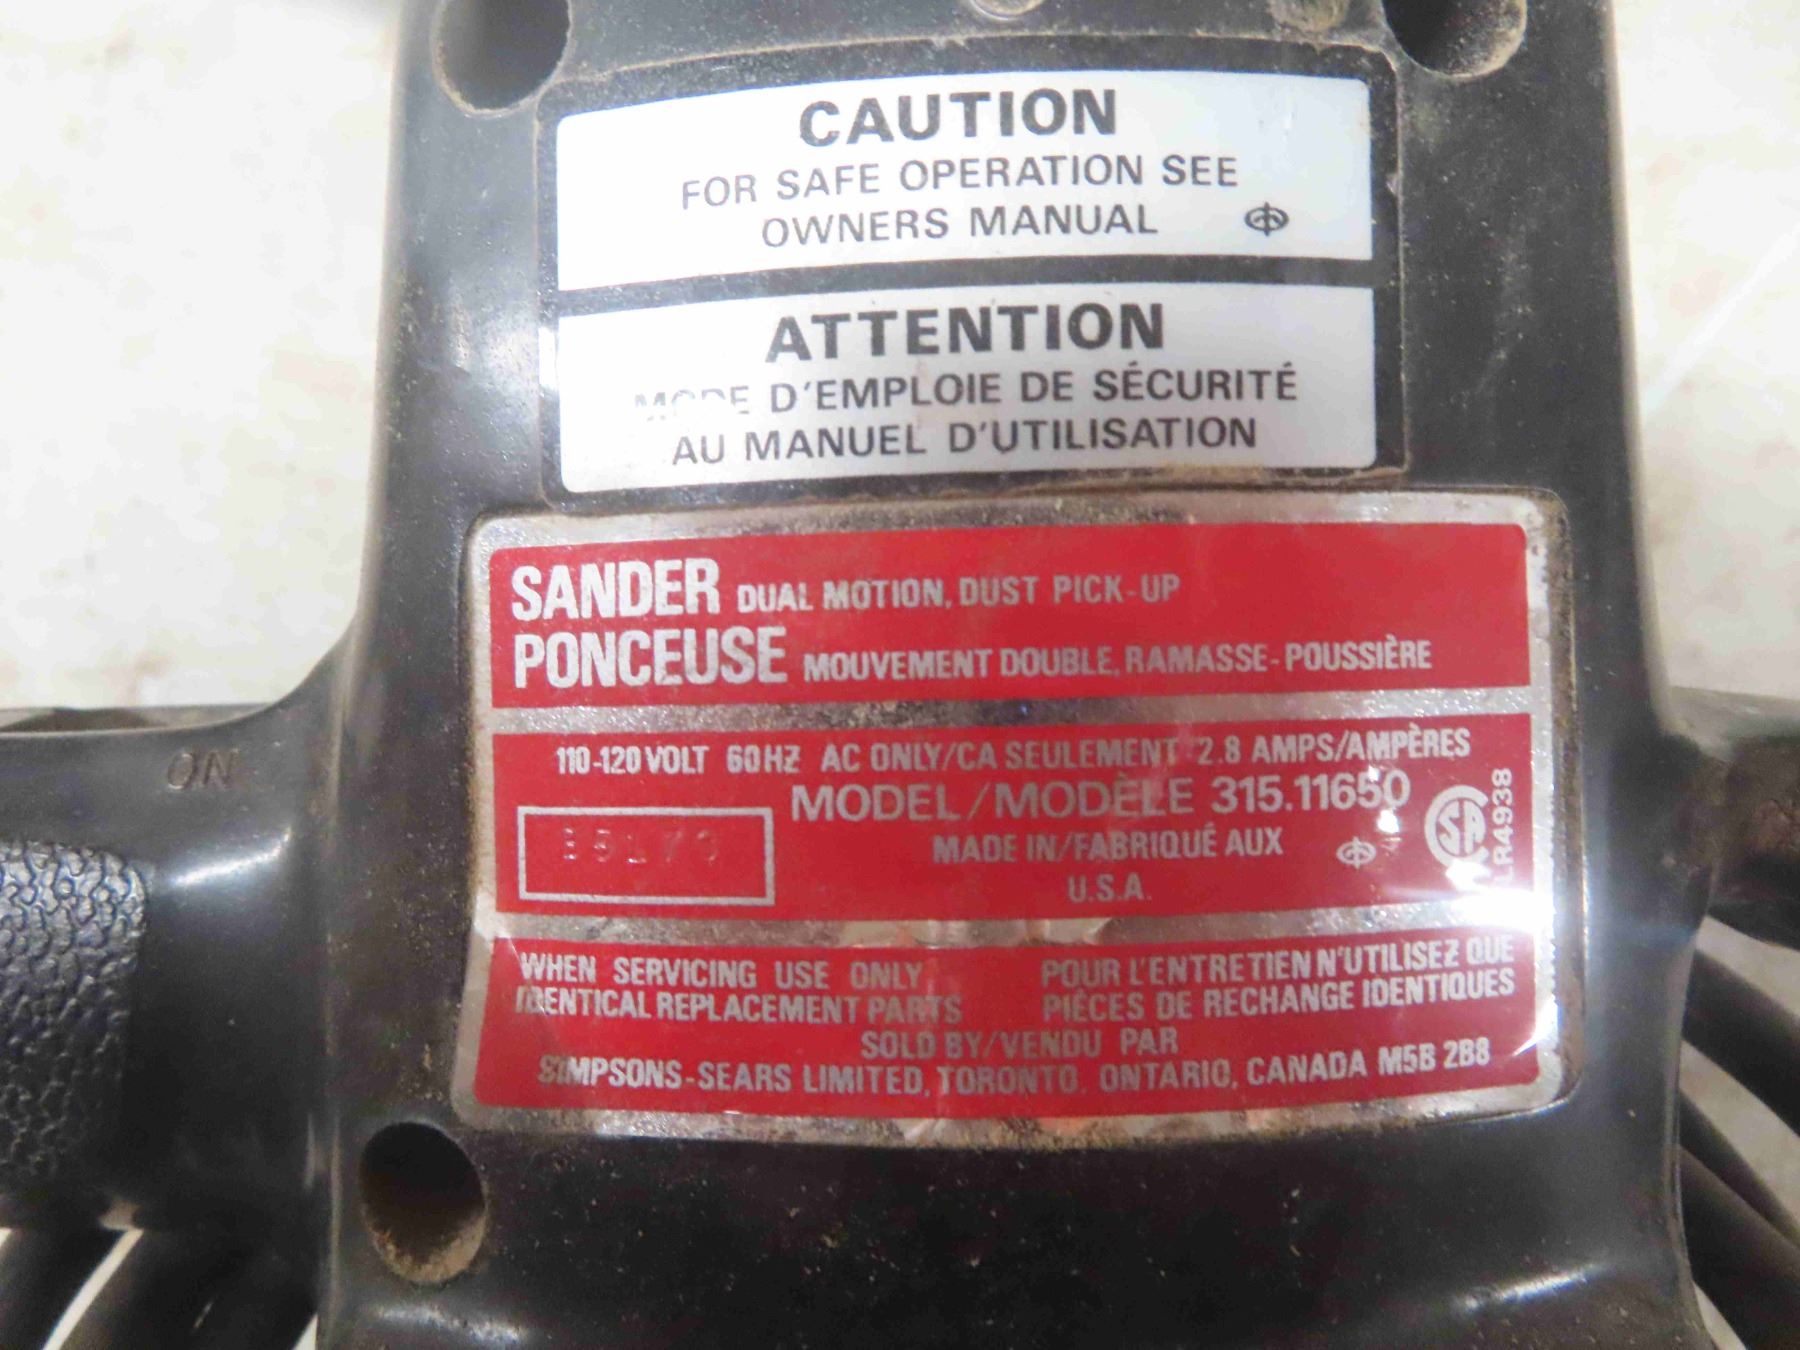 CAUTION
FOR SAFE OPERATION SEE
OWNERS MANUAL
ATTENTION
MODE D'EMPLOIE DE SÉCURITÉ
AU MANUEL D'UTILISATION
SANDER DUAL MOTION, DUST PICK-UP
PONCEUSE MOUVEMENT DOUBLE, RAMASSE-POUSSIÈRE
ON
110-120 VOLT 60HZ AC ONLY/CA SEULEMENT 2.8 AMPS/AMPÈRES
MODEL/MODÈLE 315.11650
MADE IN/FABRIQUÉ AUX
U.S.A.
LR4938
WHEN SERVICING USE ONLY
IDENTICAL REPLACEMENT PARTS
POUR L'ENTRETIEN N'UTILISEZ QUE
PIÈCES DE RECHANGE IDENTIQUES
SOLD BY/VENDU PAR
SIMPSONS-SEARS LIMITED, TORONTO, ONTARIO, CANADA M5B 2B8